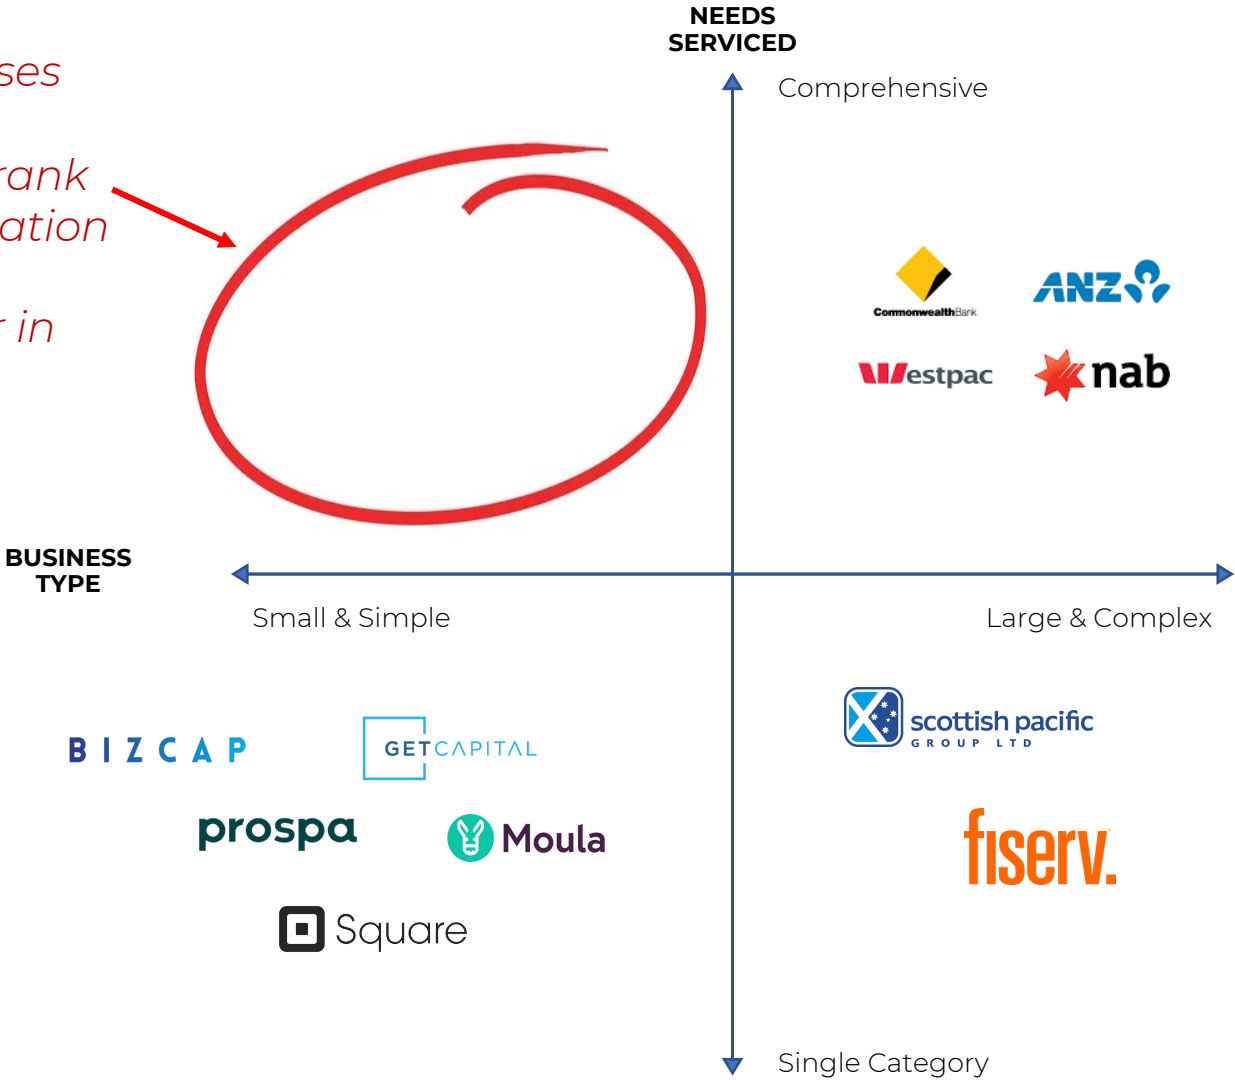 NEEDS
SERVICED
Comprehensive
ses
rank
ation
r in
CommonwealthBank
ANZ
Westpac
nab
BUSINESS
TYPE
Small & Simple
Large & Complex
BIZCAP
GETCAPITAL
prospa
Moula
Square
scottish pacific
GROUP LTD
fiserv.
Single Category